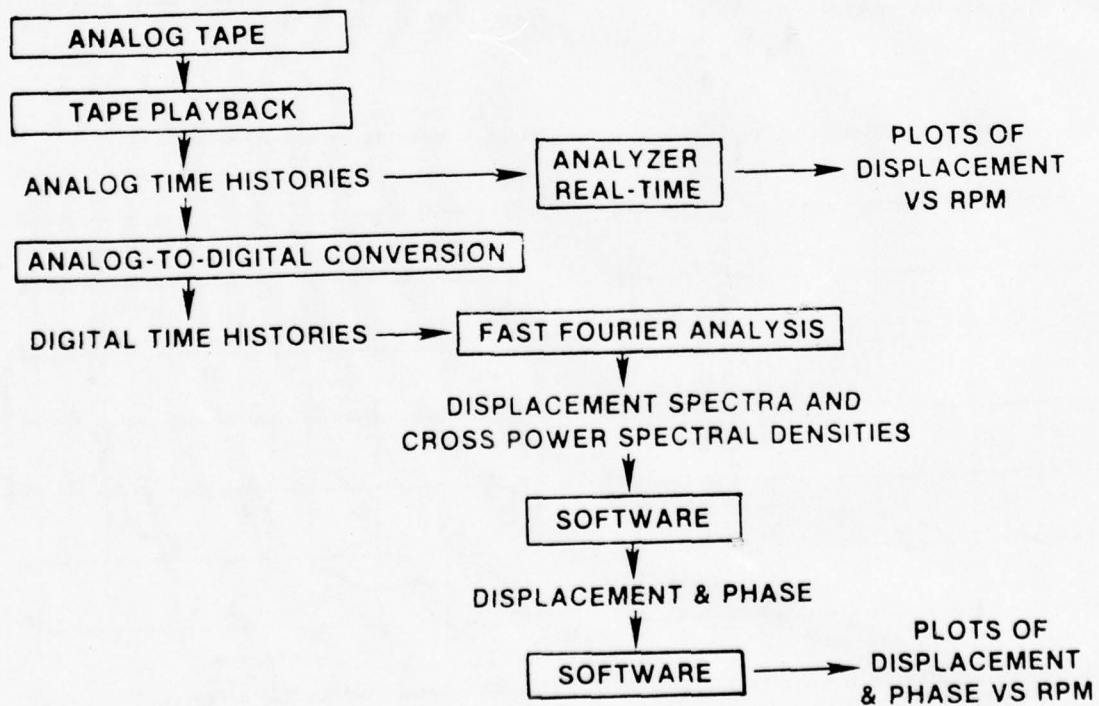 ANALOG TAPE
TAPE PLAYBACK
ANALOG TIME HISTORIES
ANALYZER
REAL-TIME
PLOTS OF
DISPLACEMENT
VS RPM
ANALOG-TO-DIGITAL CONVERSION
DIGITAL TIME HISTORIES
FAST FOURIER ANALYSIS
DISPLACEMENT SPECTRA AND
CROSS POWER SPECTRAL DENSITIES
SOFTWARE
DISPLACEMENT & PHASE
SOFTWARE
PLOTS OF
DISPLACEMENT
& PHASE VS RPM